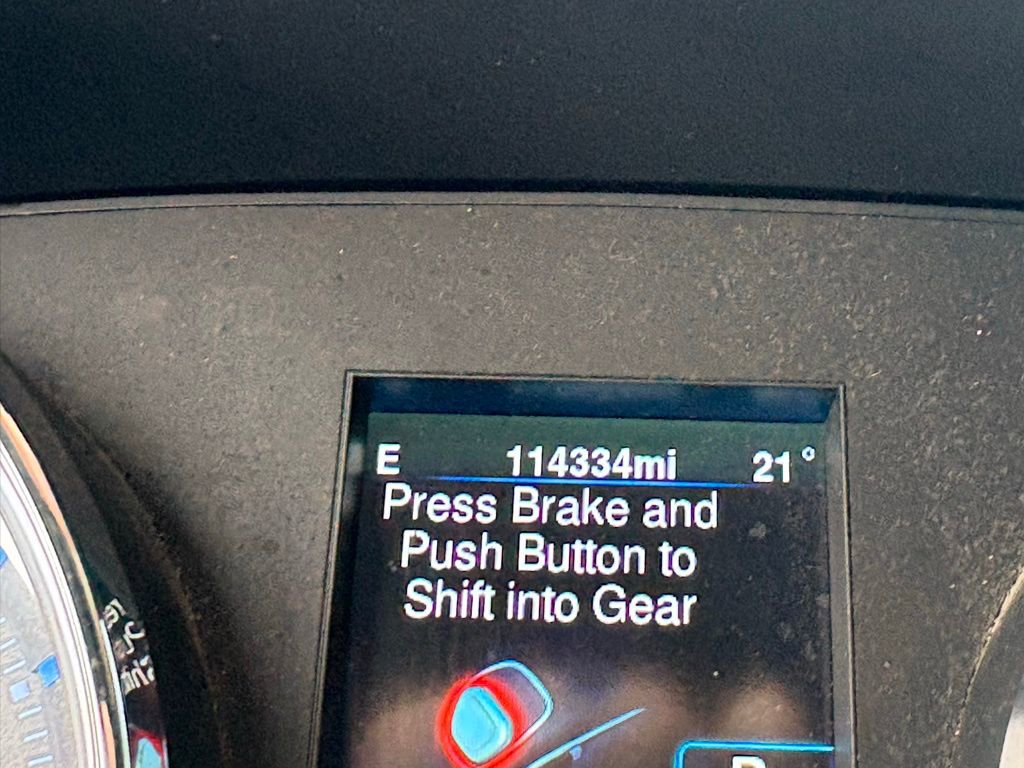 E 114334mi 21°
Press Brake and
Push Button to
Shift into Gear